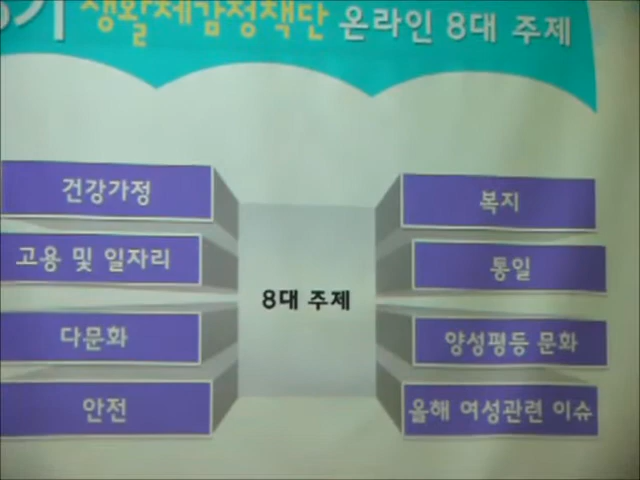 기 생활체감정책단 온라인 8대 주제
건강가정
고용 및 일자리
다문화
안전
8대 주제
복지
통일
양성평등 문화
올해 여성관련 이슈